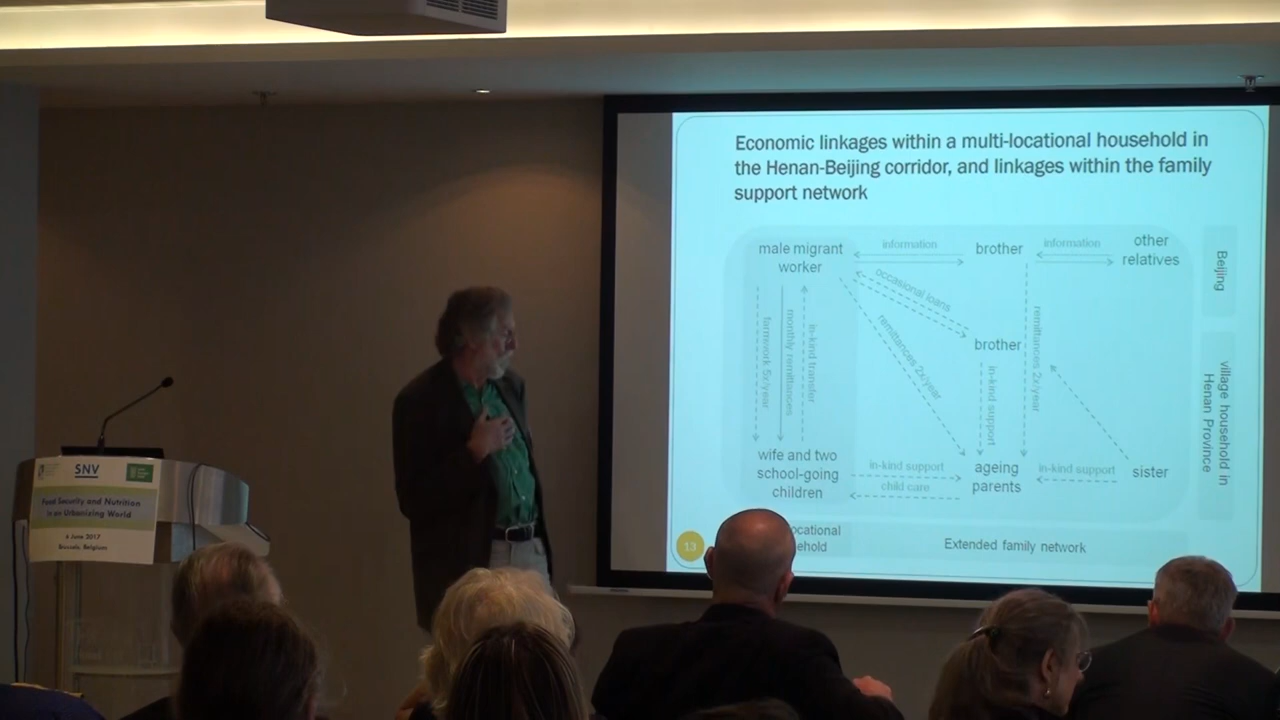 Economic linkages within a multi-locational household in
the Henan-Beijing corridor, and linkages within the family
support network
male migrant
worker
information
brother
information
other
relatives
Beijing
occasional loans
farmwork 5x/year
monthly remittances
in-kind transfer
remittances 2x/year
brother
remittances 2x/year
in-kind support
village household in
Henan Province
wife and two
school-going
children
in-kind support
child care
ageing
parents
in-kind support
sister
13
Extended family network
SNV
Food Security and Nutrition
in an Urbanizing World
Brussels, Belgium